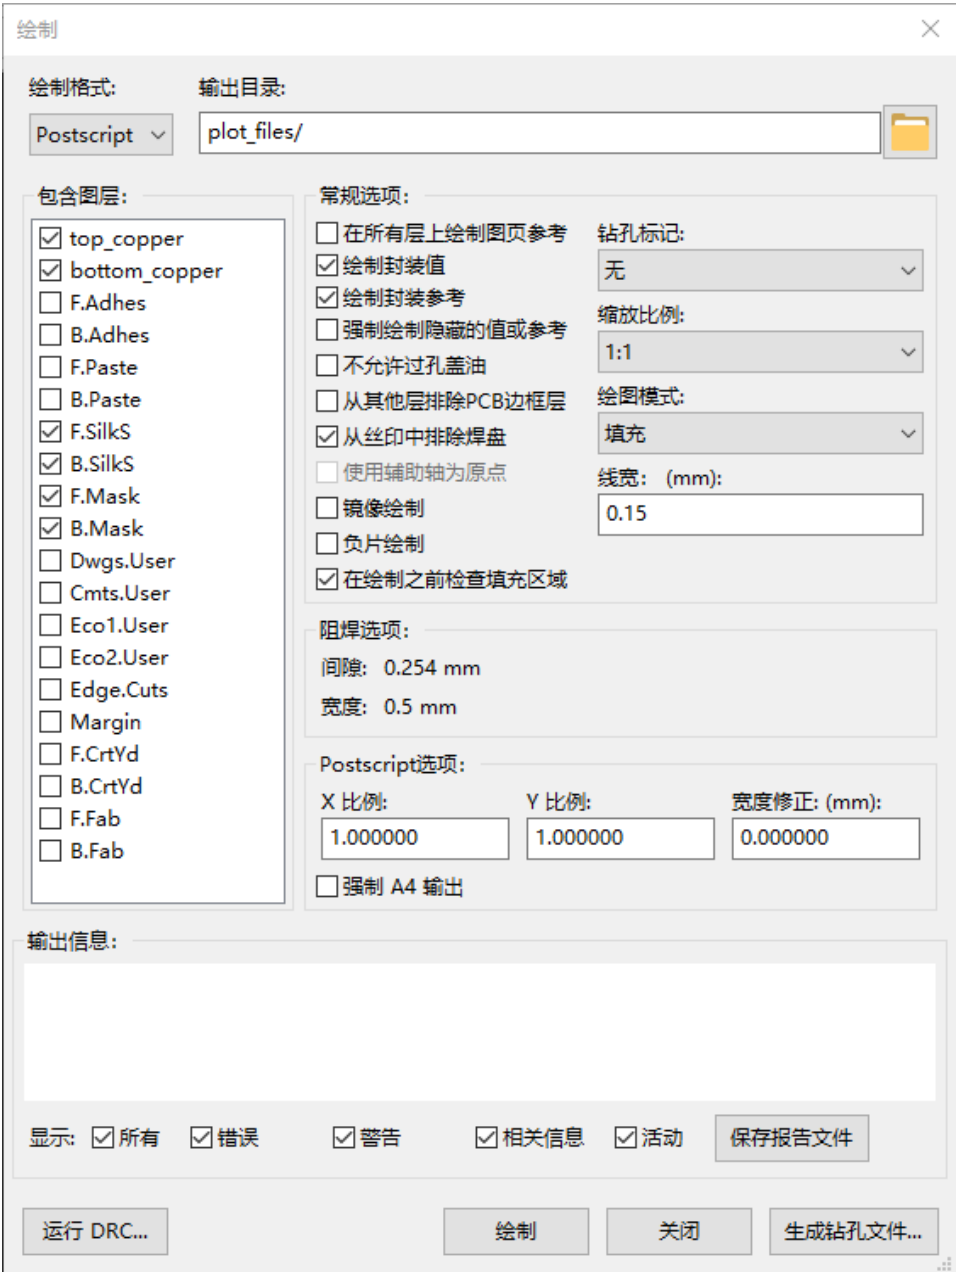 绘制
绘制格式:
输出目录:
Postscript
plot_files/
包含图层:
top_copper
bottom_copper
F.Adhes
B.Adhes
F.Paste
B.Paste
F.SilkS
B.SilkS
F.Mask
B.Mask
Dwgs.User
Cmts.User
Eco1.User
Eco2.User
Edge.Cuts
Margin
F.CrtYd
B.CrtYd
F.Fab
B.Fab
常规选项:
在所有层上绘制图页参考
绘制封装值
绘制封装参考
强制绘制隐藏的值或参考
不允许过孔盖油
从其他层排除PCB边框层
从丝印中排除焊盘
使用辅助轴为原点
镜像绘制
负片绘制
在绘制之前检查填充区域
钻孔标记:
无
缩放比例:
1:1
绘图模式:
填充
线宽: (mm):
0.15
阻焊选项:
间隙: 0.254 mm
宽度: 0.5 mm
Postscript选项:
X 比例: Y 比例: 宽度修正: (mm):
1.000000 1.000000 0.000000
强制 A4 输出
输出信息:
显示: 所有 错误 警告 相关信息 活动 保存报告文件
运行 DRC... 绘制 关闭 生成钻孔文件...